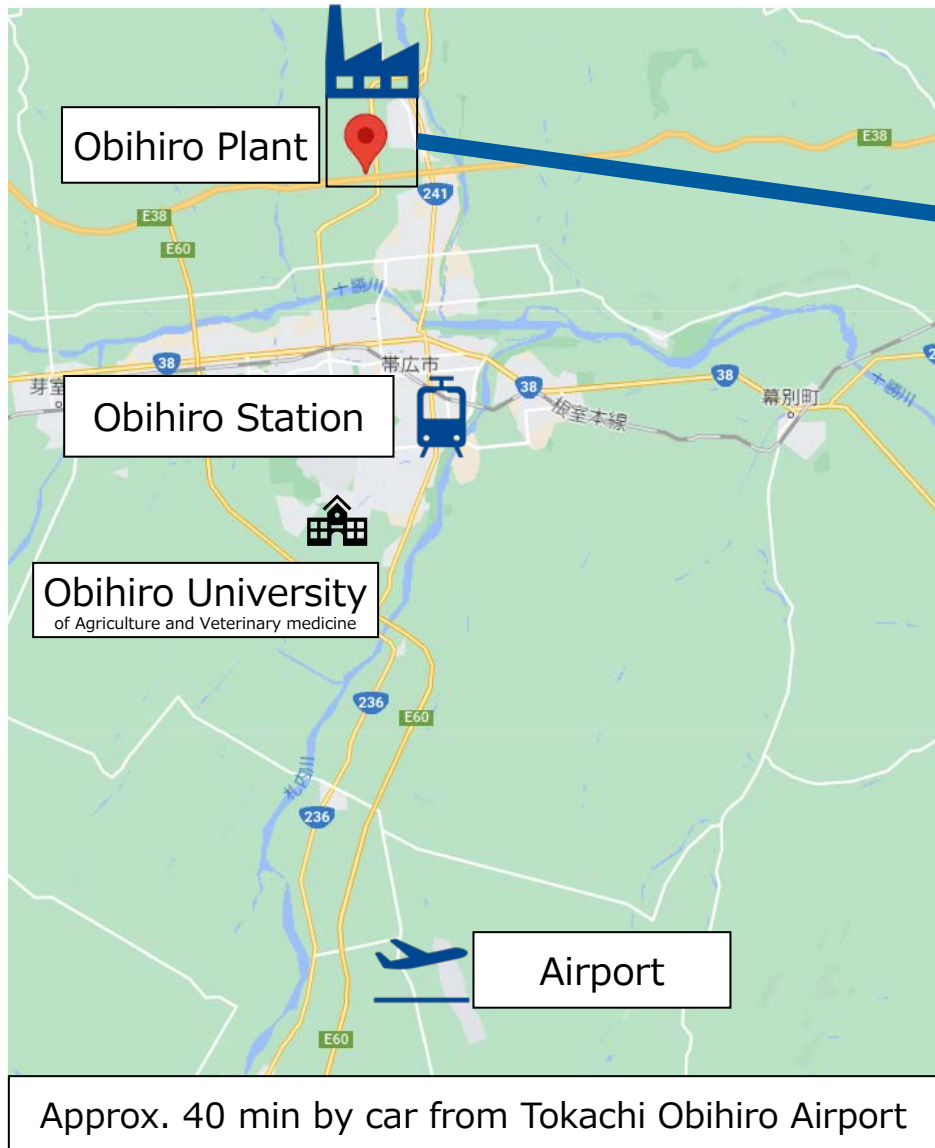 Obihiro Plant
E38
241
E38
E60
十勝川
38
帯広市
芽室
Obihiro Station
38
38
根室本線
幕別町
十勝川
Obihiro University
of Agriculture and Veterinary medicine
236
E60
札内川
236
Airport
E60
Approx. 40 min by car from Tokachi Obihiro Airport